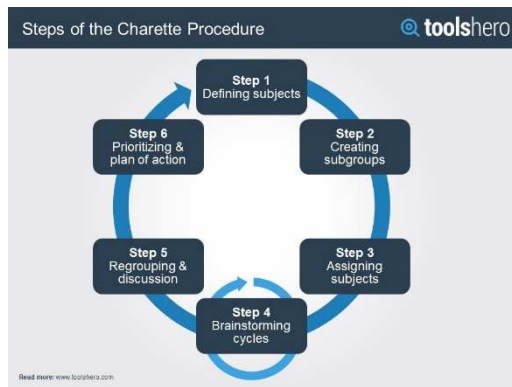 Steps of the Charette Procedure
toolshero
Step 1
Defining subjects
Step 2
Creating
subgroups
Step 3
Assigning
subjects
Step 4
Brainstorming
cycles
Step 5
Regrouping &
discussion
Step 6
Prioritizing &
plan of action
Read more: www.toolshero.com